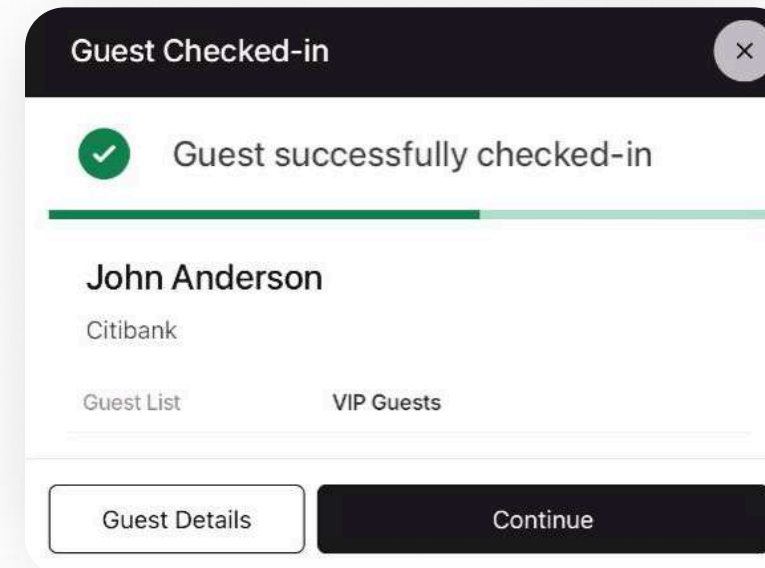 Guest Checked-in
Guest successfully checked-in
John Anderson
Citibank
Guest List VIP Guests
Guest Details Continue